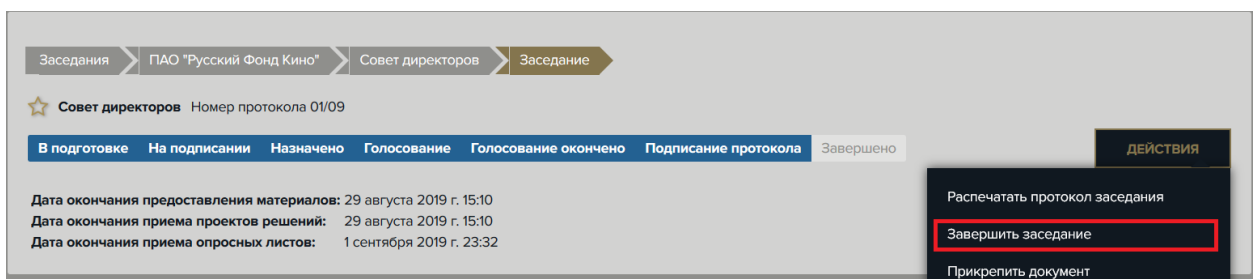 Заседания ПАО "Русский Фонд Кино" Совет директоров Заседание
Совет директоров Номер протокола 01/09
В подготовке На подписании Назначено Голосование Голосование окончено Подписание протокола Завершено
ДЕЙСТВИЯ
Дата окончания предоставления материалов: 29 августа 2019 г. 15:10
Дата окончания приема проектов решений: 29 августа 2019 г. 15:10
Дата окончания приема опросных листов: 1 сентября 2019 г. 23:32
Распечатать протокол заседания
Завершить заседание
Прикрепить документ